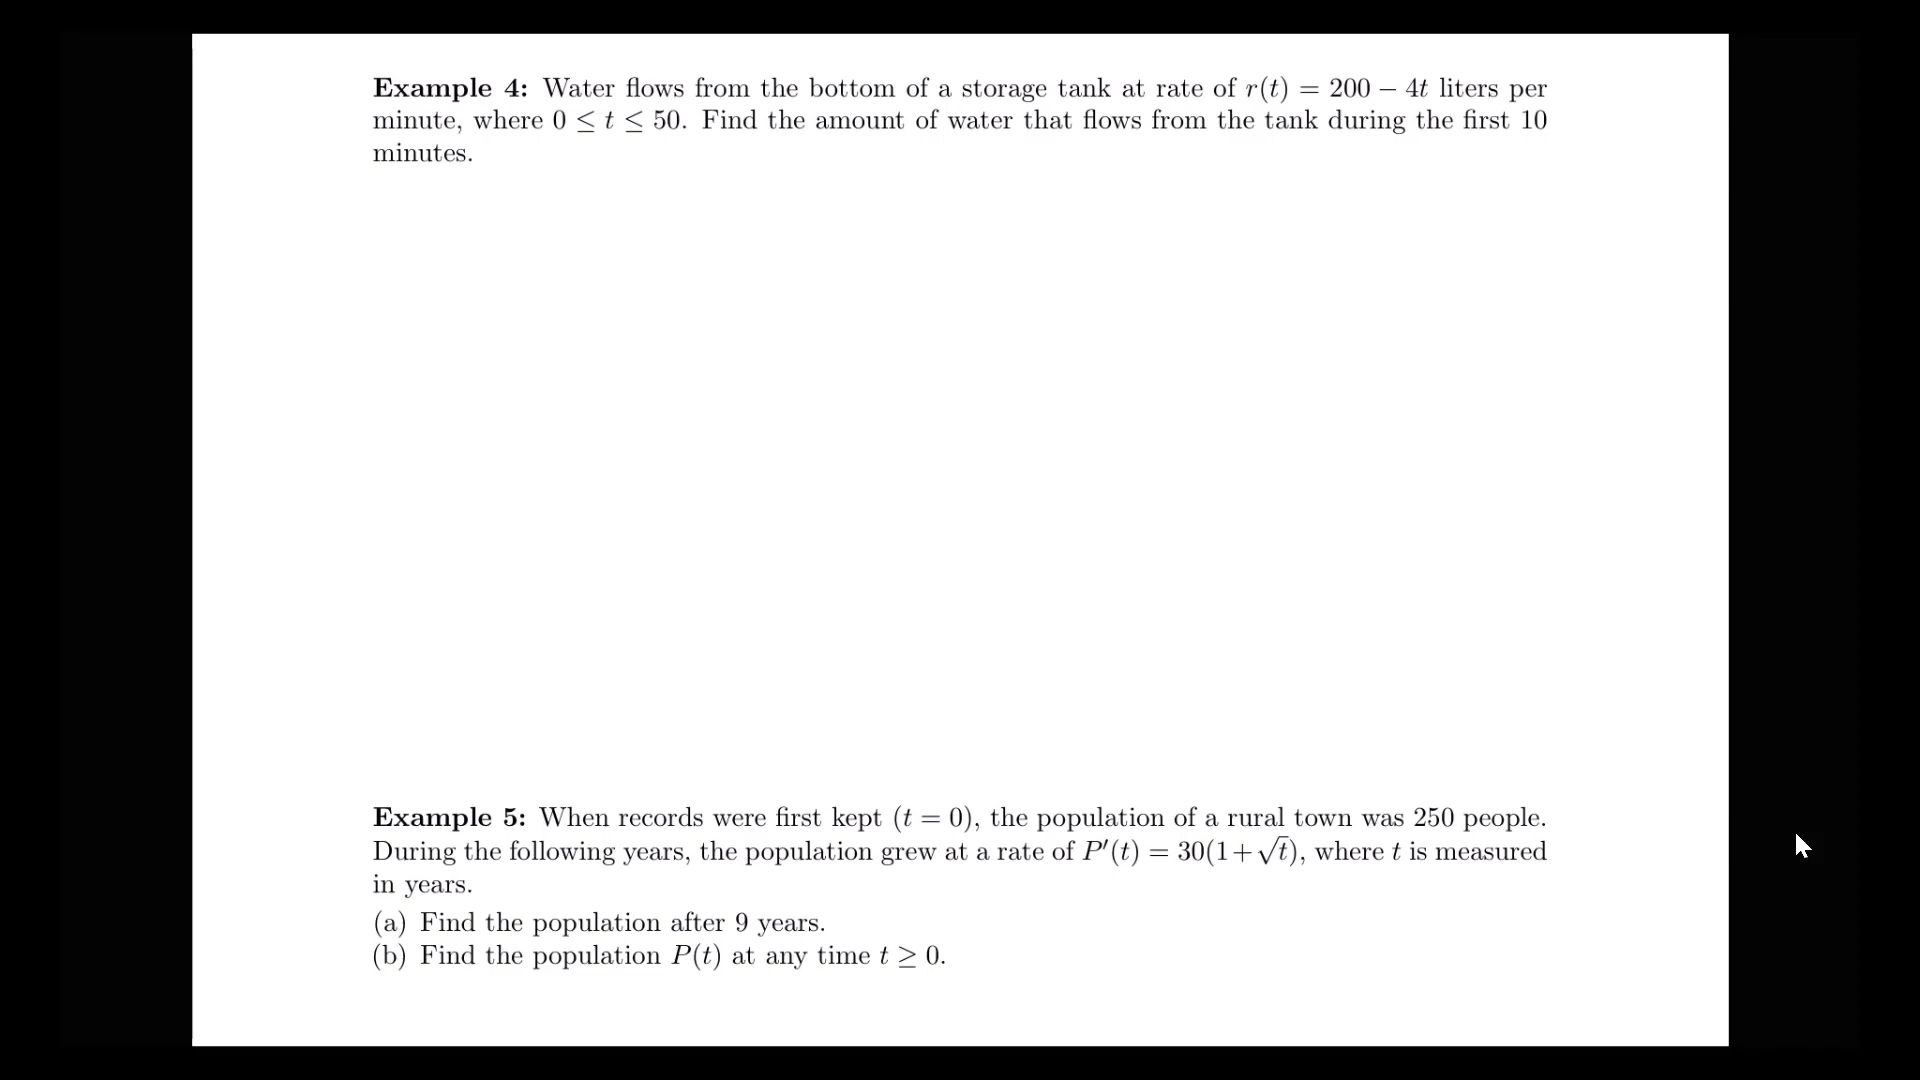 Example 4: Water flows from the bottom of a storage tank at rate of r(t) = 200 − 4t liters per
minute, where 0 ≤ t ≤ 50. Find the amount of water that flows from the tank during the first 10
minutes.
Example 5: When records were first kept (t = 0), the population of a rural town was 250 people.
During the following years, the population grew at a rate of P′(t) = 30(1+√t), where t is measured
in years.
(a) Find the population after 9 years.
(b) Find the population P(t) at any time t ≥ 0.